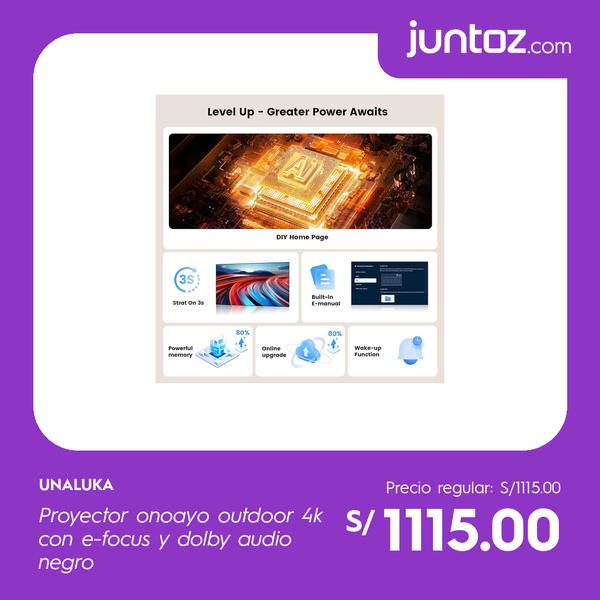 juntoz.com
Level Up - Greater Power Awaits
Ai
DIY Home Page
3S
Strat On 3s
Built-in
E-manual
Powerful
memory
80%
Online
upgrade
80%
Wake-up
Function
UNALUKA
Proyector onoayo outdoor 4k
con e-focus y dolby audio
negro
Precio regular: S/1115.00
S/ 1115.00